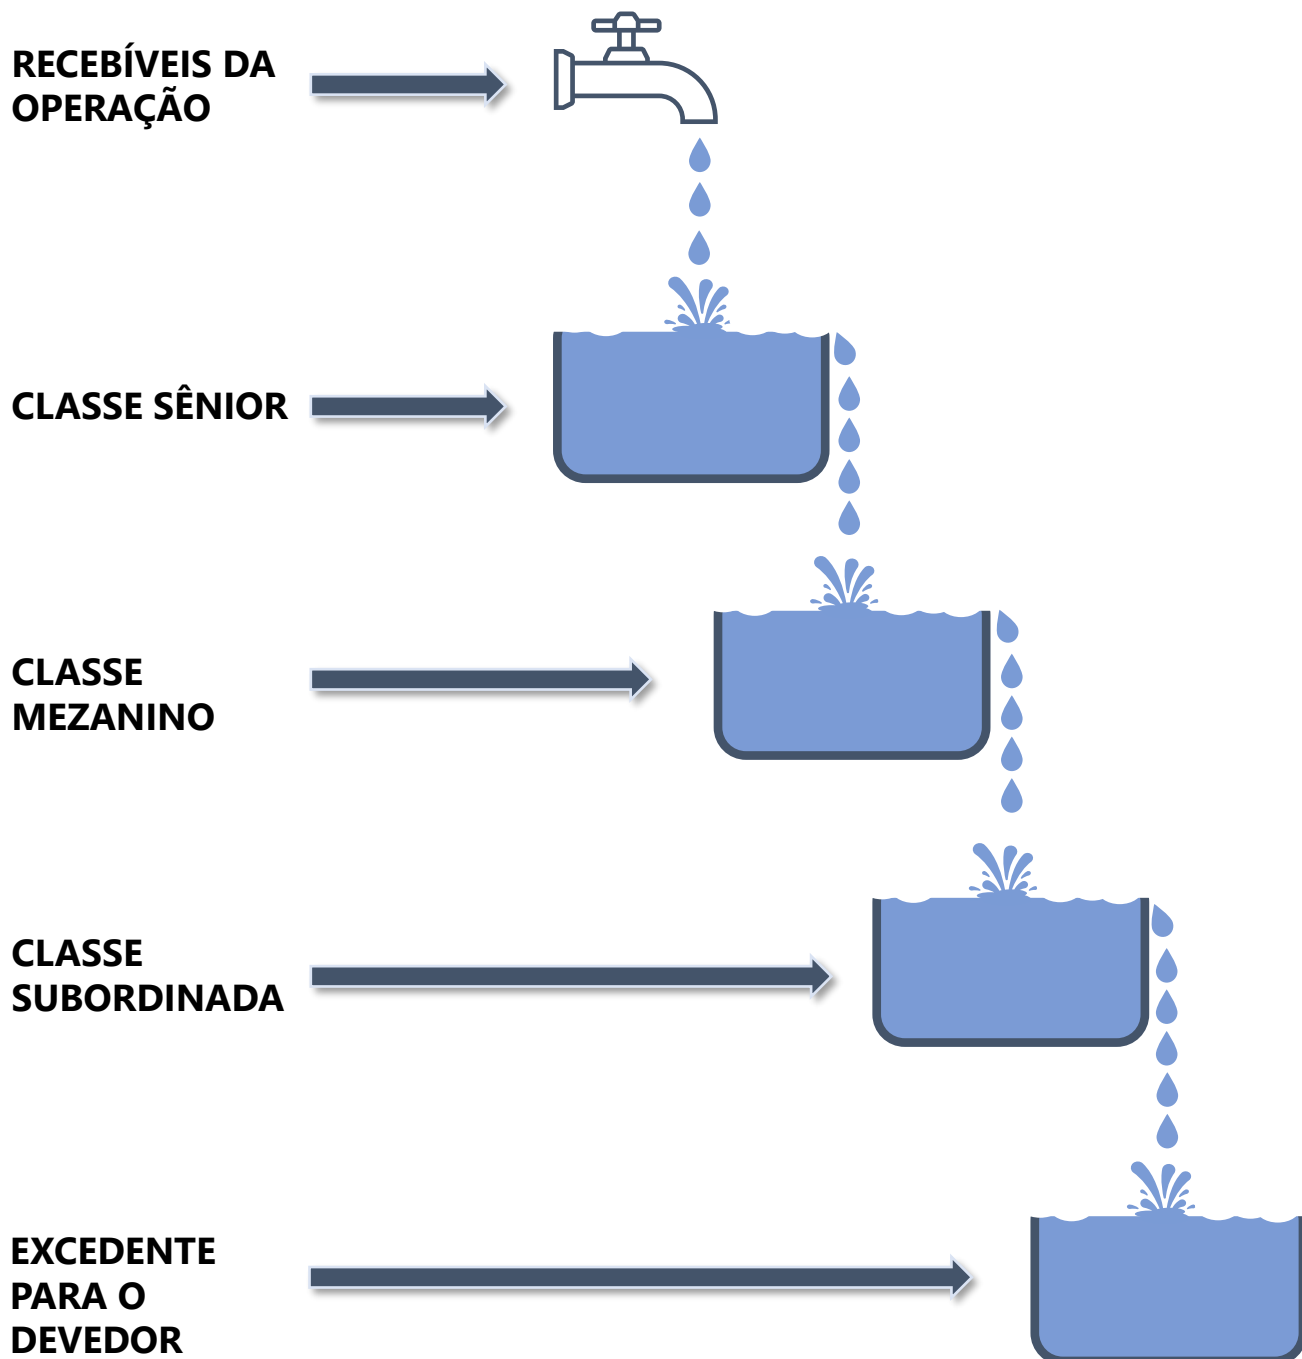 RECEBÍVEIS DA
OPERAÇÃO
CLASSE SÊNIOR
CLASSE
MEZANINO
CLASSE
SUBORDINADA
EXCEDENTE
PARA O
DEVEDOR